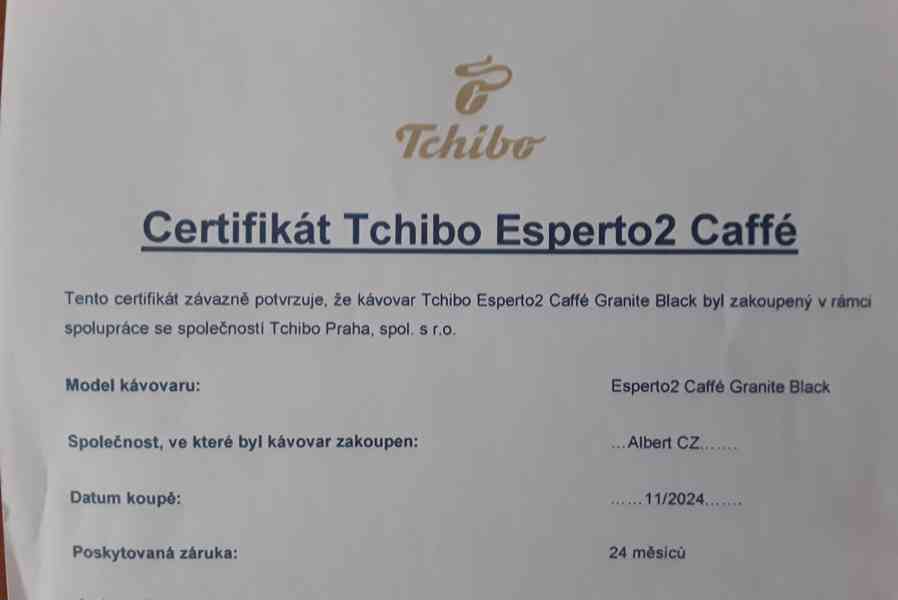 Tchibo
Certifikát Tchibo Esperto2 Caffé
Tento certifikát závazně potvrzuje, že kávovar Tchibo Esperto2 Caffé Granite Black byl zakoupený v rámci
spolupráce se společností Tchibo Praha, spol. s r.o.
Model kávovaru: Esperto2 Caffé Granite Black
Společnost, ve které byl kávovar zakoupen: ...Albert CZ.......
Datum koupě: ......11/2024.......
Poskytovaná záruka: 24 měsíců